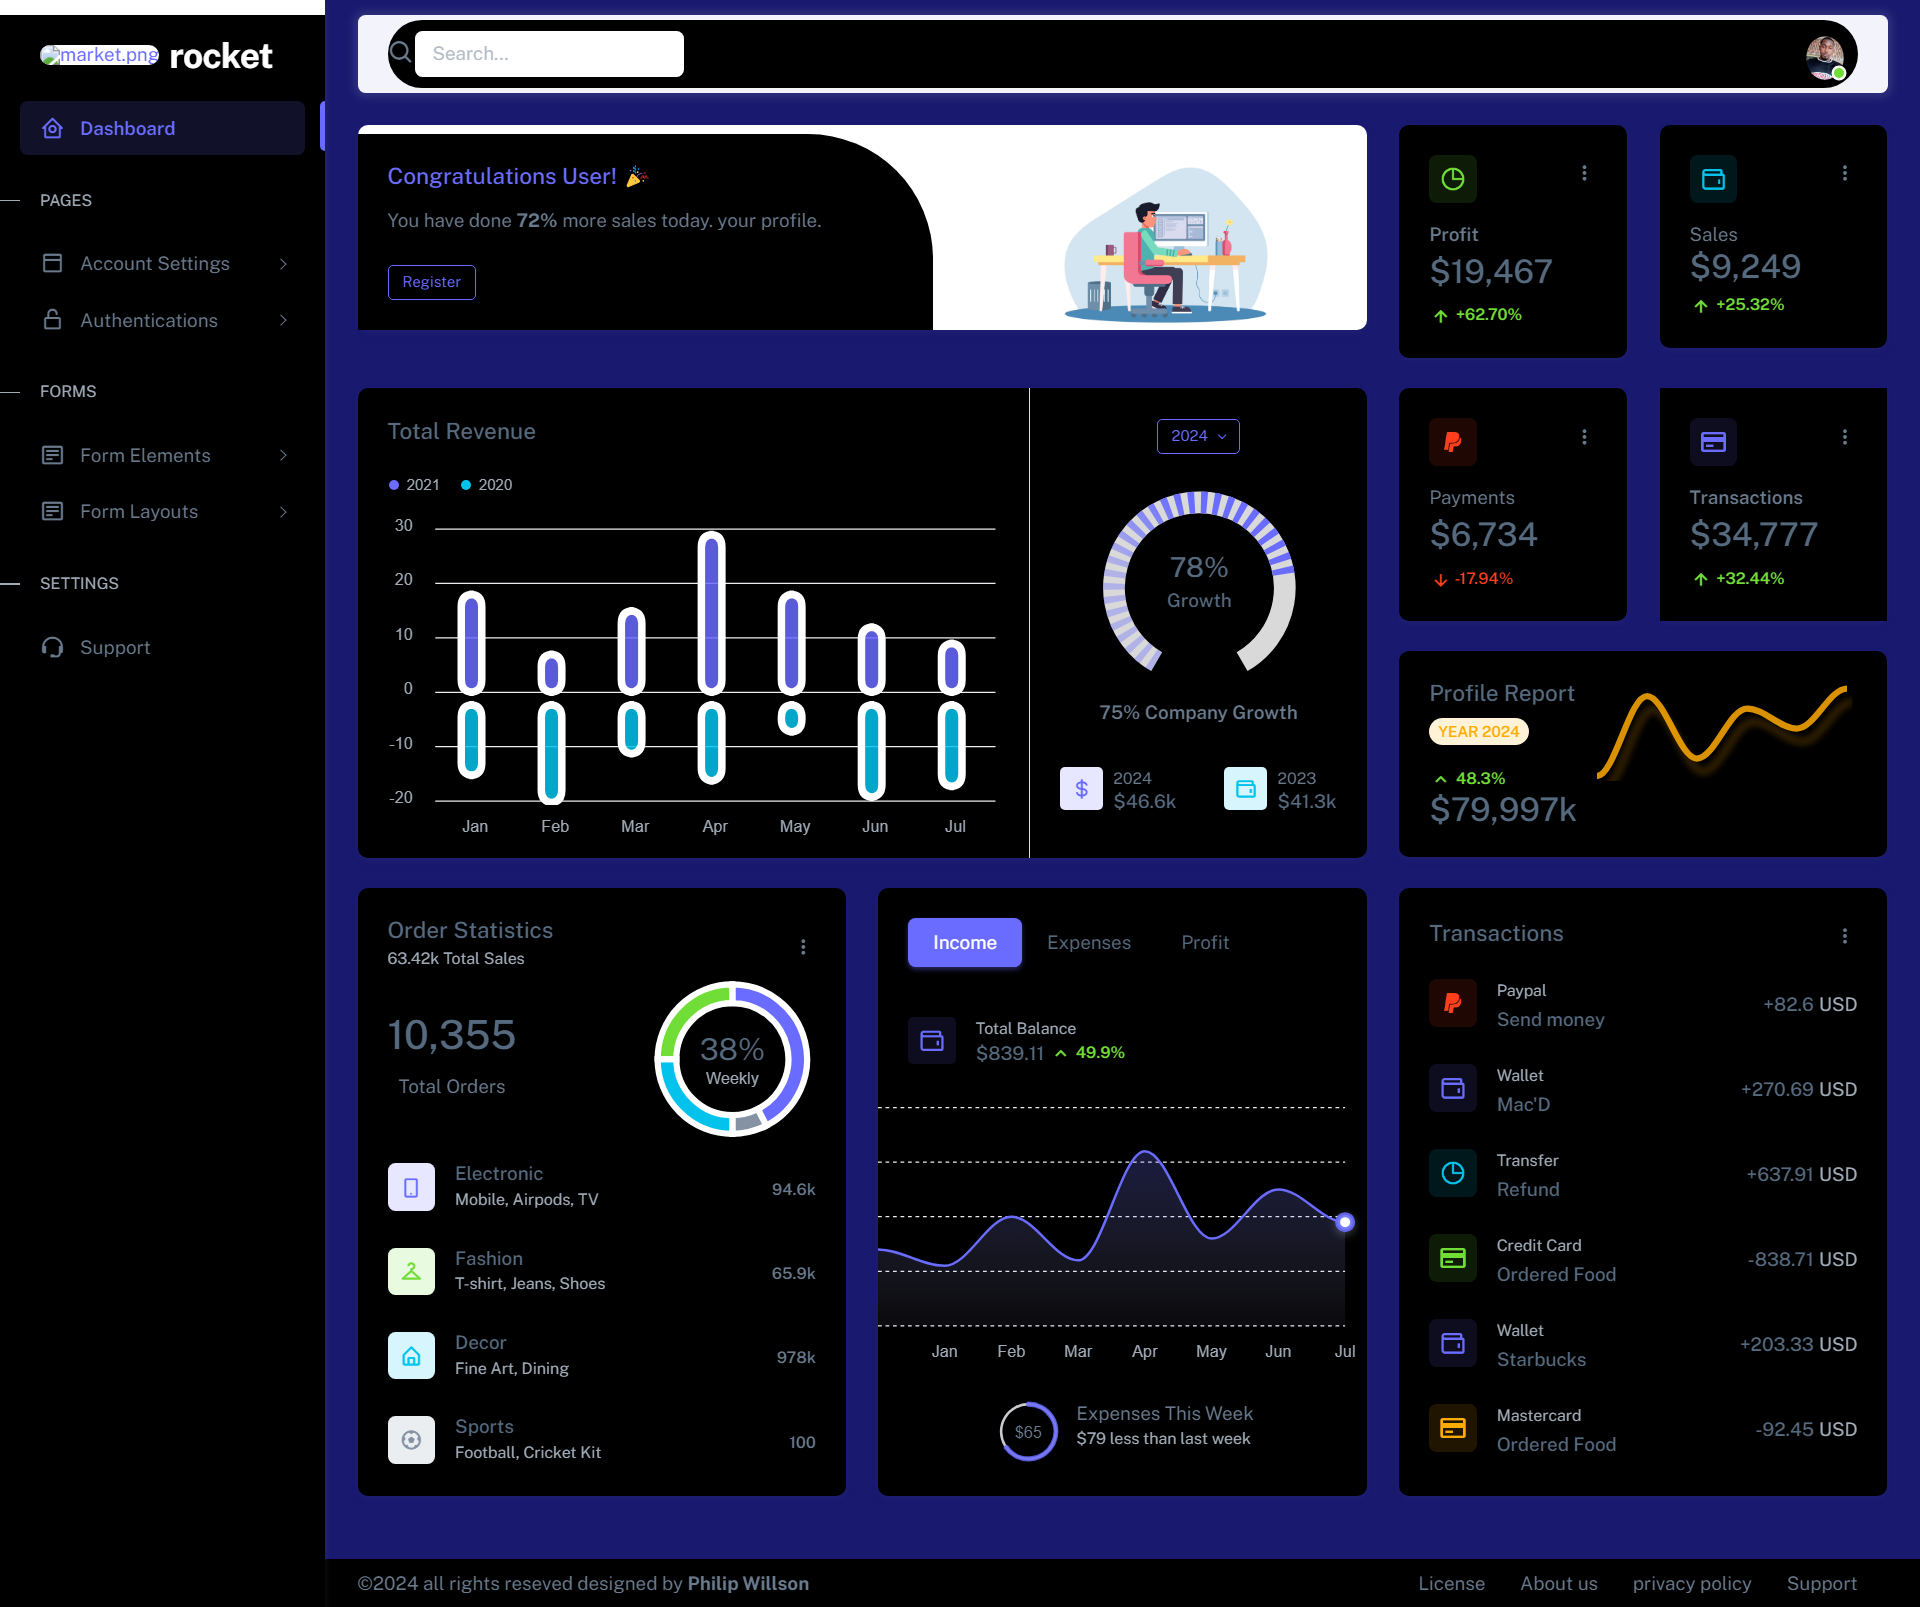 market.png rocket
Search...
Dashboard
PAGES
Account Settings
Authentications
FORMS
Form Elements
Form Layouts
SETTINGS
Support
Congratulations User! 🎉
You have done 72% more sales today. your profile.
Register
Profit
$19,467
+62.70%
Sales
$9,249
+25.32%
Total Revenue
2021 2020
30
20
10
0
-10
-20
Jan Feb Mar Apr May Jun Jul
2024
78%
Growth
75% Company Growth
$ 2024
$46.6k
2023
$41.3k
Payments
$6,734
-17.94%
Transactions
$34,777
+32.44%
Profile Report
YEAR 2024
48.3%
$79,997k
Order Statistics
63.42k Total Sales
10,355
Total Orders
38%
Weekly
Electronic
Mobile, Airpods, TV
94.6k
Fashion
T-shirt, Jeans, Shoes
65.9k
Decor
Fine Art, Dining
978k
Sports
Football, Cricket Kit
100
Income Expenses Profit
Total Balance
$839.11 49.9%
Jan Feb Mar Apr May Jun Jul
$65
Expenses This Week
$79 less than last week
Transactions
Paypal
Send money
+82.6 USD
Wallet
Mac'D
+270.69 USD
Transfer
Refund
+637.91 USD
Credit Card
Ordered Food
-838.71 USD
Wallet
Starbucks
+203.33 USD
Mastercard
Ordered Food
-92.45 USD
©2024 all rights reseved designed by Philip Willson
License About us privacy policy Support